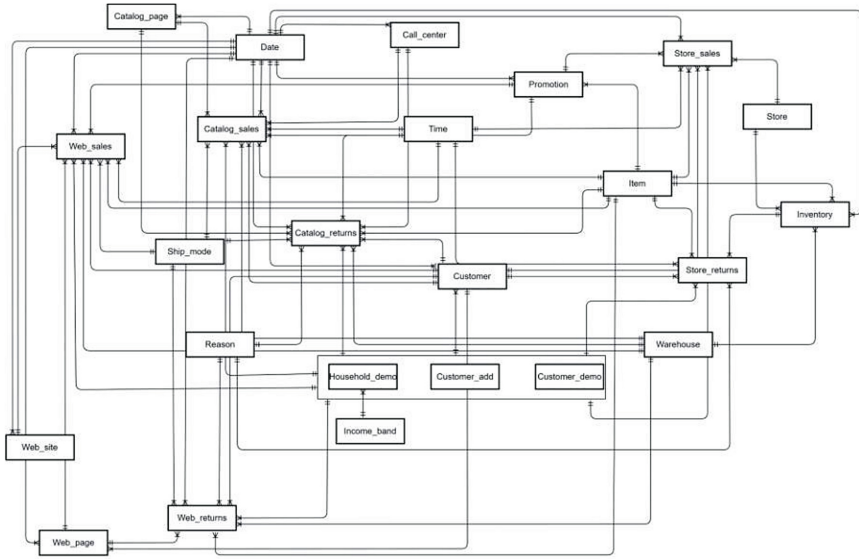 Catalog_page
Date
Call_center
Store_sales
Promotion
Store
Catalog_sales
Time
Web_sales
Item
Inventory
Catalog_returns
Ship_mode
Customer
Store_returns
Reason
Warehouse
Household_demo
Customer_add
Customer_demo
Income_band
Web_site
Web_returns
Web_page